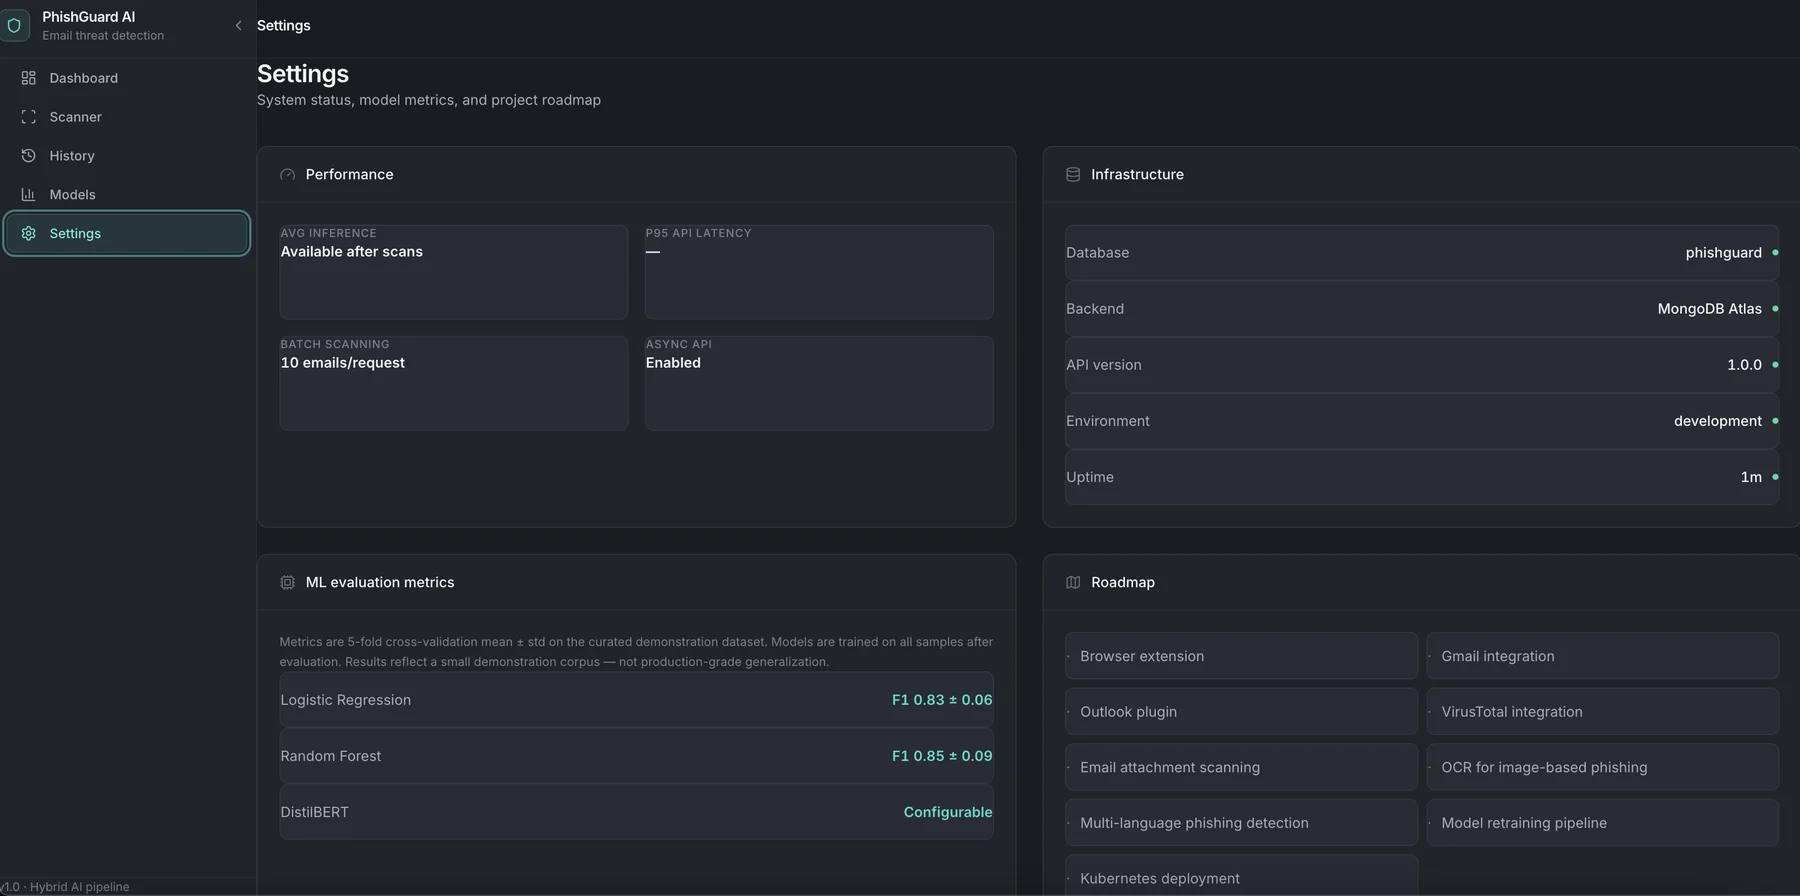 PhishGuard AI
Email threat detection
Dashboard
Scanner
History
Models
Settings
v1.0 · Hybrid AI pipeline
Settings
Settings
System status, model metrics, and project roadmap
Performance
AVG INFERENCE
Available after scans
P95 API LATENCY
—
BATCH SCANNING
10 emails/request
ASYNC API
Enabled
Infrastructure
Database phishguard
Backend MongoDB Atlas
API version 1.0.0
Environment development
Uptime 1m
ML evaluation metrics
Metrics are 5-fold cross-validation mean ± std on the curated demonstration dataset. Models are trained on all samples after
evaluation. Results reflect a small demonstration corpus — not production-grade generalization.
Logistic Regression F1 0.83 ± 0.06
Random Forest F1 0.85 ± 0.09
DistilBERT Configurable
Roadmap
· Browser extension
· Gmail integration
· Outlook plugin
· VirusTotal integration
· Email attachment scanning
· OCR for image-based phishing
· Multi-language phishing detection
· Model retraining pipeline
· Kubernetes deployment